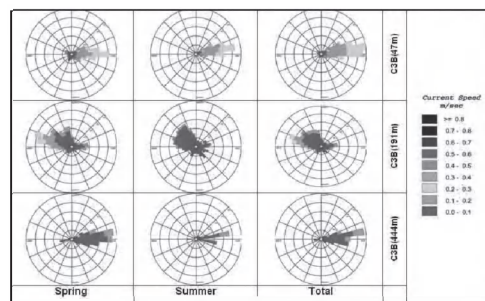 C3B(47m)
C3B(191m)
C3B(444m)
Spring Summer Total
Current Speed
m/sec
>= 0.8
0.7 - 0.8
0.6 - 0.7
0.5 - 0.6
0.4 - 0.5
0.3 - 0.4
0.2 - 0.3
0.1 - 0.2
0.0 - 0.1